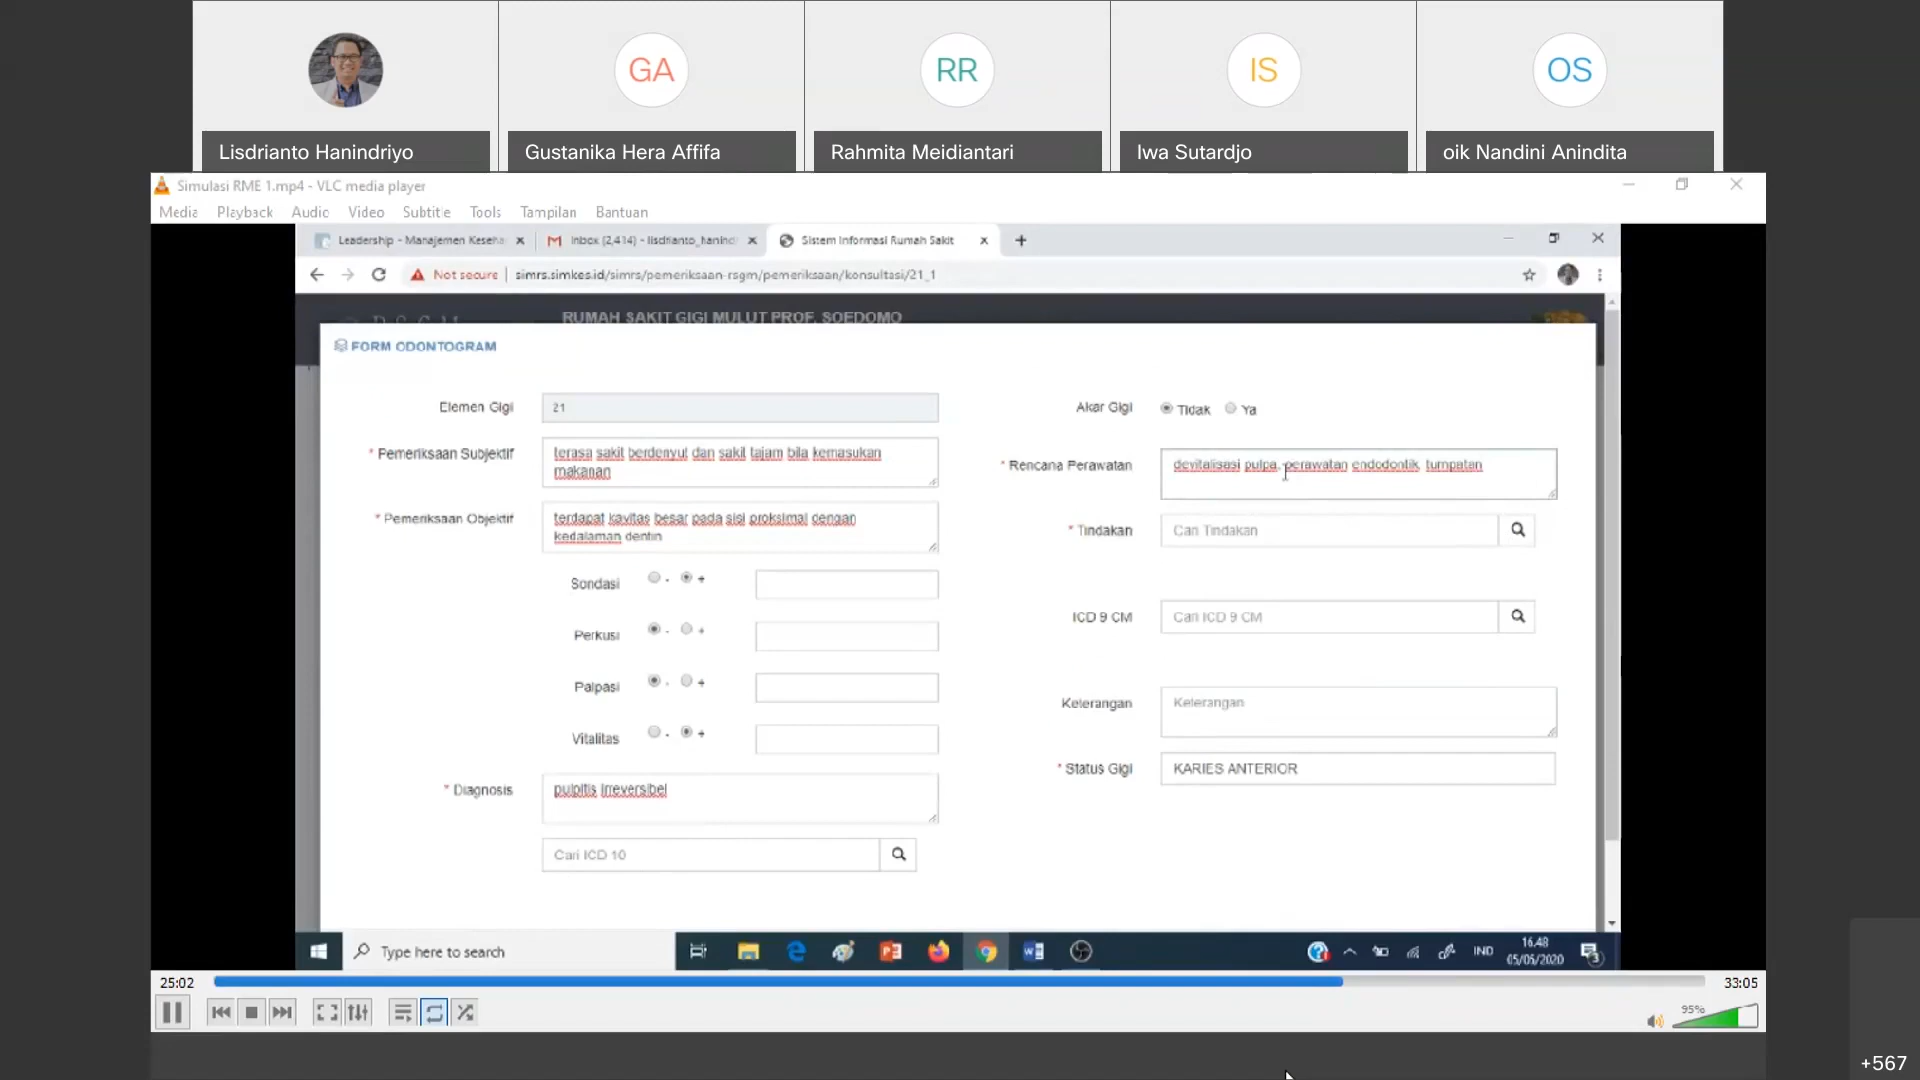 GA
RR
IS
OS
Lisdrianto Hanindriyo
Gustanika Hera Affifa
Rahmita Meidiantari
Iwa Sutardjo
oik Nandini Anindita
Simulasi RME 1.mp4 - VLC media player
Media Playback Audio Video Subtitle Tools Tampilan Bantuan
Leadership - Manajemen Keseha
Inbox (2,414) - lisdrianto_hanind
Sistem Informasi Rumah Sakit
Not secure | simrs.simkes.id/simrs/pemeriksaan-rsgm/pemeriksaan/konsultasi/21_1
RUMAH SAKIT GIGI MULUT PROF. SOEDOMO
FORM ODONTOGRAM
Elemen Gigi
21
Akar Gigi
Tidak Ya
* Pemeriksaan Subjektif
terasa sakit berdenyut dan sakit tajam bila kemasukan
makanan
* Rencana Perawatan
devitalisasi pulpa, perawatan endodontik, tumpatan
* Pemeriksaan Objektif
terdapat kavitas besar pada sisi proksimal dengan
kedalaman dentin
* Tindakan
Cari Tindakan
Sondasi
- +
ICD 9 CM
Cari ICD 9 CM
Perkusi
- +
Palpasi
- +
Keterangan
Keterangan
Vitalitas
- +
* Status Gigi
KARIES ANTERIOR
* Diagnosis
pulpitis irreversibel
Cari ICD 10
Type here to search
IND
16.48
05/05/2020
3
25:02
33:05
95%
+567